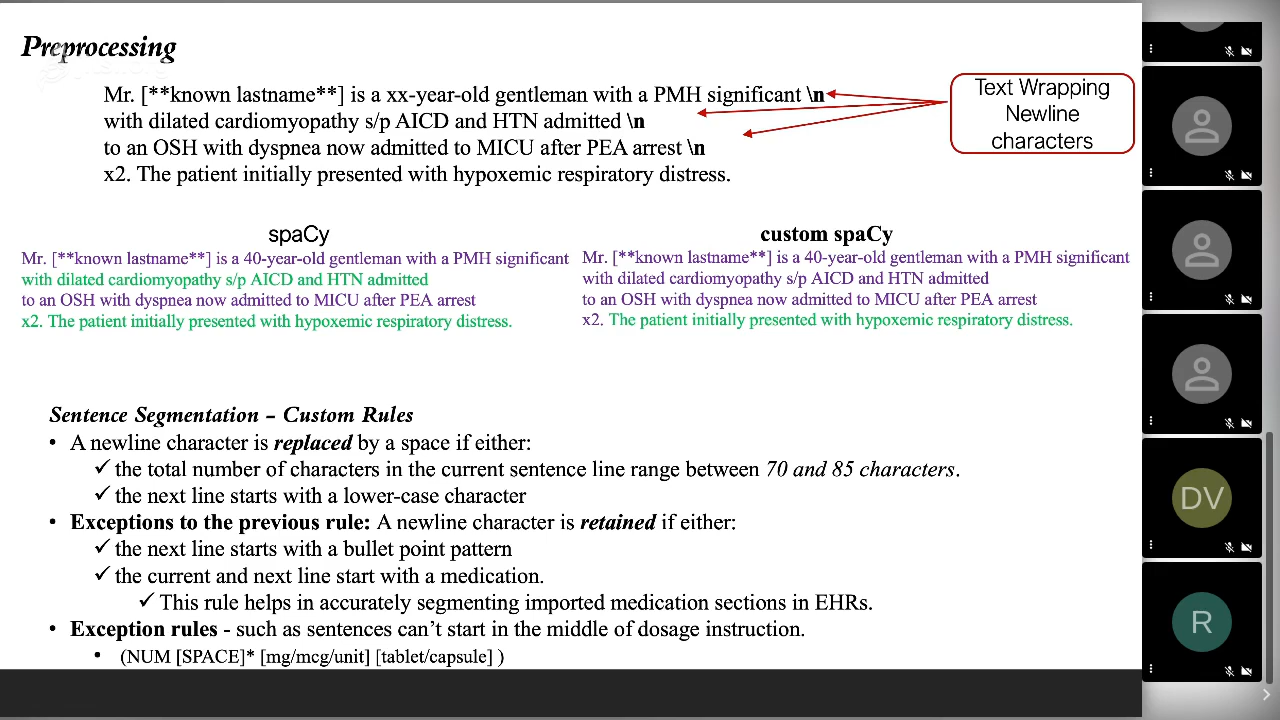 Preprocessing
Mr. [**known lastname**] is a xx-year-old gentleman with a PMH significant \n
with dilated cardiomyopathy s/p AICD and HTN admitted \n
to an OSH with dyspnea now admitted to MICU after PEA arrest \n
x2. The patient initially presented with hypoxemic respiratory distress.
Text Wrapping
Newline
characters
spaCy
Mr. [**known lastname**] is a 40-year-old gentleman with a PMH significant
with dilated cardiomyopathy s/p AICD and HTN admitted
to an OSH with dyspnea now admitted to MICU after PEA arrest
x2. The patient initially presented with hypoxemic respiratory distress.
custom spaCy
Mr. [**known lastname**] is a 40-year-old gentleman with a PMH significant
with dilated cardiomyopathy s/p AICD and HTN admitted
to an OSH with dyspnea now admitted to MICU after PEA arrest
x2. The patient initially presented with hypoxemic respiratory distress.
Sentence Segmentation – Custom Rules
• A newline character is replaced by a space if either:
✓ the total number of characters in the current sentence line range between 70 and 85 characters.
✓ the next line starts with a lower-case character
• Exceptions to the previous rule: A newline character is retained if either:
✓ the next line starts with a bullet point pattern
✓ the current and next line start with a medication.
✓ This rule helps in accurately segmenting imported medication sections in EHRs.
• Exception rules - such as sentences can’t start in the middle of dosage instruction.
• (NUM [SPACE]* [mg/mcg/unit] [tablet/capsule] )
DV
R